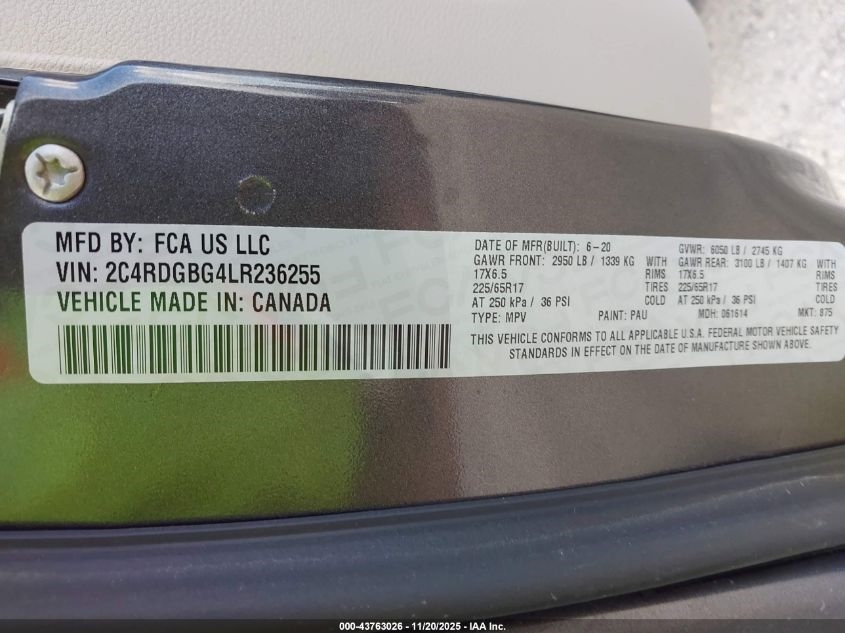 MFD BY: FCA US LLC
VIN: 2C4RDGBG4LR236255
VEHICLE MADE IN: CANADA
DATE OF MFR(BUILT): 6-20 GVWR: 6050 LB / 2745 KG
GAWR FRONT: 2950 LB / 1339 KG WITH GAWR REAR: 3100 LB / 1407 KG WITH
17X6.5 RIMS 17X6.5 RIMS
225/65R17 TIRES 225/65R17 TIRES
AT 250 kPa / 36 PSI COLD AT 250 kPa / 36 PSI COLD
TYPE: MPV PAINT: PAU MDH: 061614 MKT: 875
THIS VEHICLE CONFORMS TO ALL APPLICABLE U.S.A. FEDERAL MOTOR VEHICLE SAFETY
STANDARDS IN EFFECT ON THE DATE OF MANUFACTURE SHOWN ABOVE.
000-43763026 - 11/20/2025 - IAA Inc.